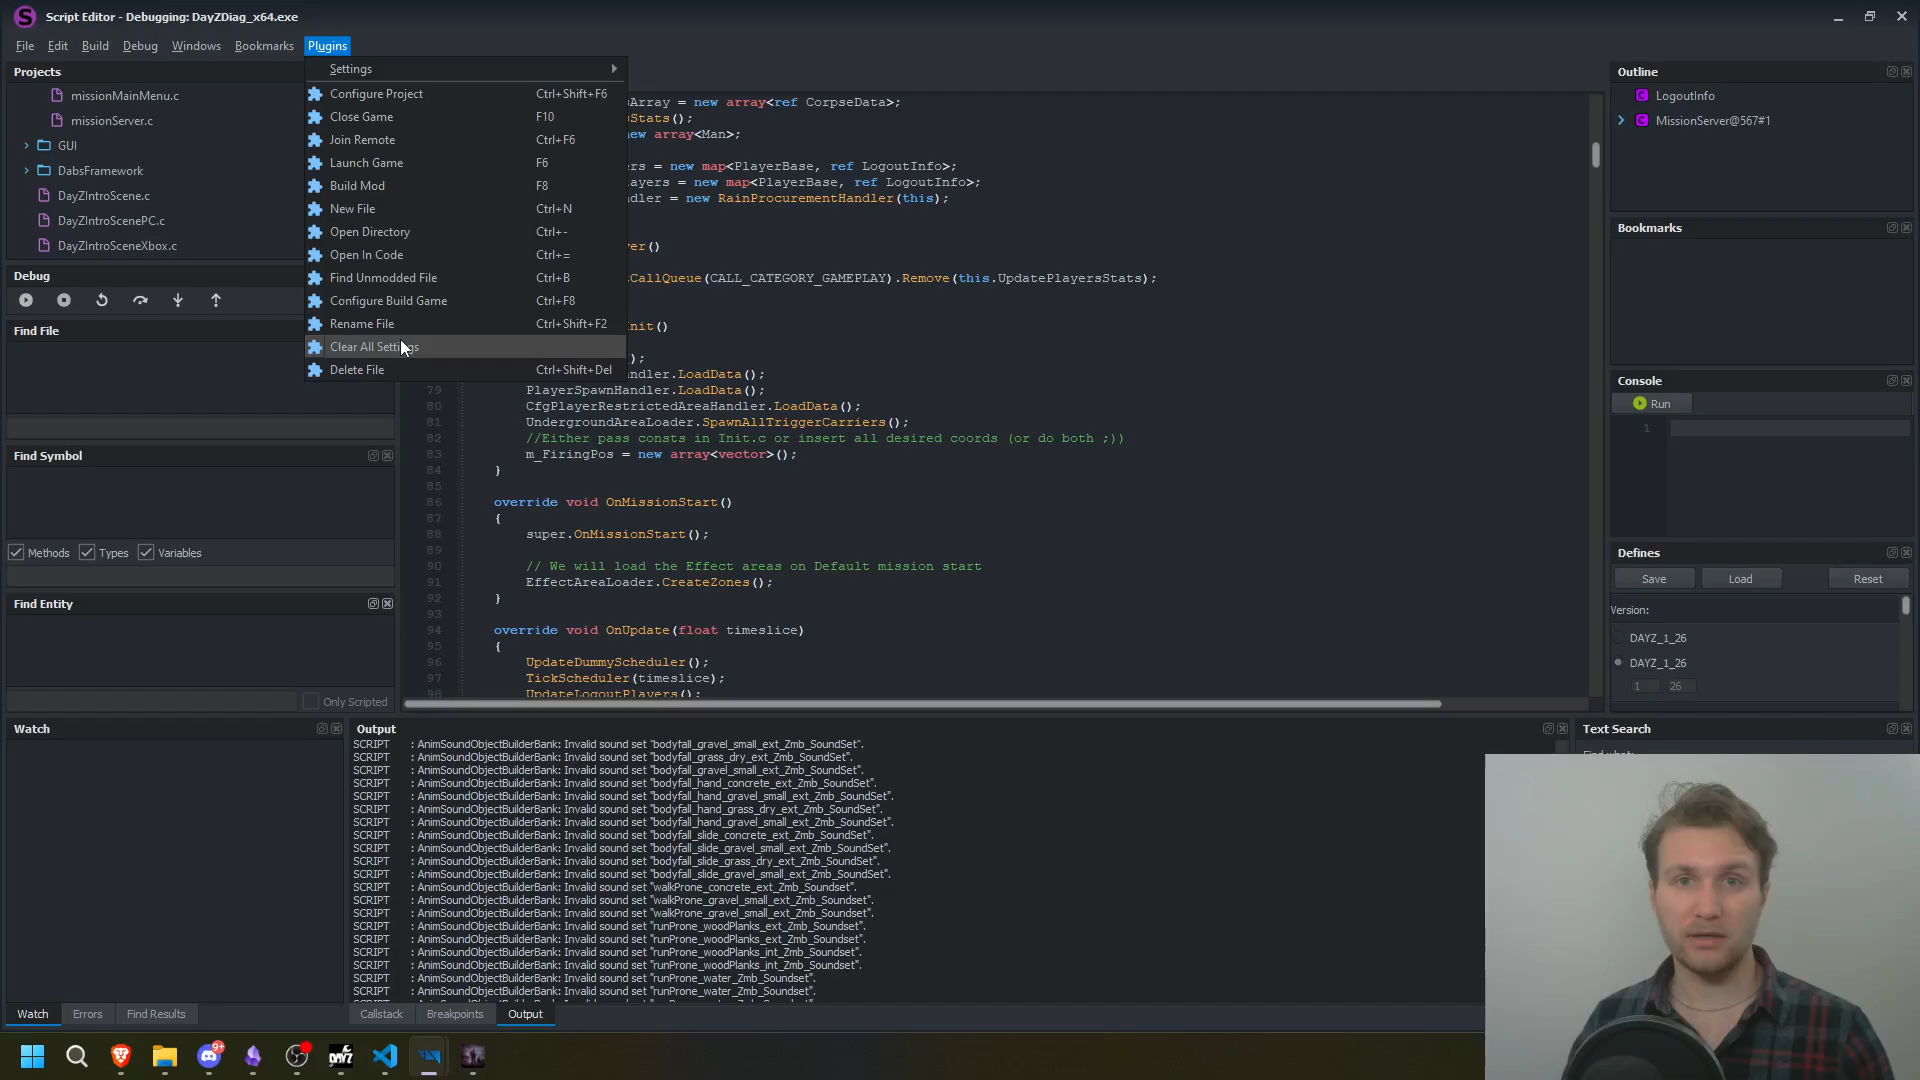 Script Editor - Debugging: DayZDiag_x64.exe
File Edit Build Debug Windows Bookmarks Plugins
Projects
missionMainMenu.c
missionServer.c
GUI
DabsFramework
DayZIntroScene.c
DayZIntroScenePC.c
DayZIntroSceneXbox.c
Debug
Find File
Find Symbol
Methods Types Variables
Find Entity
Only Scripted
Settings
Configure Project Ctrl+Shift+F6
Close Game F10
Join Remote Ctrl+F6
Launch Game F6
Build Mod F8
New File Ctrl+N
Open Directory Ctrl+-
Open In Code Ctrl+=
Find Unmodded File Ctrl+B
Configure Build Game Ctrl+F8
Rename File Ctrl+Shift+F2
Clear All Settings
Delete File Ctrl+Shift+Del
sArray = new array<ref CorpseData>;
sStats();
new array<Man>;
rs = new map<PlayerBase, ref LogoutInfo>;
layers = new map<PlayerBase, ref LogoutInfo>;
dler = new RainProcurementHandler(this);
ver()
CallQueue(CALL_CATEGORY_GAMEPLAY).Remove(this.UpdatePlayersStats);
nit()
);
ndler.LoadData();
79 PlayerSpawnHandler.LoadData();
80 CfgPlayerRestrictedAreaHandler.LoadData();
81 UndergroundAreaLoader.SpawnAllTriggerCarriers();
82 //Either pass consts in Init.c or insert all desired coords (or do both ;))
83 m_FiringPos = new array<vector>();
84 }
85
86 override void OnMissionStart()
87 {
88 super.OnMissionStart();
89
90 // We will load the Effect areas on Default mission start
91 EffectAreaLoader.CreateZones();
92 }
93
94 override void OnUpdate(float timeslice)
95 {
96 UpdateDummyScheduler();
97 TickScheduler(timeslice);
98 UpdateLogoutPlayers();
Outline
LogoutInfo
MissionServer@567#1
Bookmarks
Console
Run
1
Defines
Save Load Reset
Version:
DAYZ_1_26
DAYZ_1_26
1 26
Watch
Watch Errors Find Results
Output
SCRIPT : AnimSoundObjectBuilderBank: Invalid sound set "bodyfall_gravel_small_ext_Zmb_SoundSet".
SCRIPT : AnimSoundObjectBuilderBank: Invalid sound set "bodyfall_grass_dry_ext_Zmb_SoundSet".
SCRIPT : AnimSoundObjectBuilderBank: Invalid sound set "bodyfall_gravel_small_ext_Zmb_SoundSet".
SCRIPT : AnimSoundObjectBuilderBank: Invalid sound set "bodyfall_hand_concrete_ext_Zmb_SoundSet".
SCRIPT : AnimSoundObjectBuilderBank: Invalid sound set "bodyfall_hand_gravel_small_ext_Zmb_SoundSet".
SCRIPT : AnimSoundObjectBuilderBank: Invalid sound set "bodyfall_hand_grass_dry_ext_Zmb_SoundSet".
SCRIPT : AnimSoundObjectBuilderBank: Invalid sound set "bodyfall_hand_gravel_small_ext_Zmb_SoundSet".
SCRIPT : AnimSoundObjectBuilderBank: Invalid sound set "bodyfall_slide_concrete_ext_Zmb_SoundSet".
SCRIPT : AnimSoundObjectBuilderBank: Invalid sound set "bodyfall_slide_gravel_small_ext_Zmb_SoundSet".
SCRIPT : AnimSoundObjectBuilderBank: Invalid sound set "bodyfall_slide_grass_dry_ext_Zmb_SoundSet".
SCRIPT : AnimSoundObjectBuilderBank: Invalid sound set "bodyfall_slide_gravel_small_ext_Zmb_SoundSet".
SCRIPT : AnimSoundObjectBuilderBank: Invalid sound set "walkProne_concrete_ext_Zmb_Soundset".
SCRIPT : AnimSoundObjectBuilderBank: Invalid sound set "walkProne_gravel_small_ext_Zmb_Soundset".
SCRIPT : AnimSoundObjectBuilderBank: Invalid sound set "walkProne_gravel_small_ext_Zmb_Soundset".
SCRIPT : AnimSoundObjectBuilderBank: Invalid sound set "runProne_woodPlanks_ext_Zmb_Soundset".
SCRIPT : AnimSoundObjectBuilderBank: Invalid sound set "runProne_woodPlanks_ext_Zmb_Soundset".
SCRIPT : AnimSoundObjectBuilderBank: Invalid sound set "runProne_woodPlanks_int_Zmb_Soundset".
SCRIPT : AnimSoundObjectBuilderBank: Invalid sound set "runProne_woodPlanks_int_Zmb_Soundset".
SCRIPT : AnimSoundObjectBuilderBank: Invalid sound set "runProne_water_Zmb_Soundset".
SCRIPT : AnimSoundObjectBuilderBank: Invalid sound set "runProne_water_Zmb_Soundset".
Callstack Breakpoints Output
Text Search
Find what:
9+
DAYZ